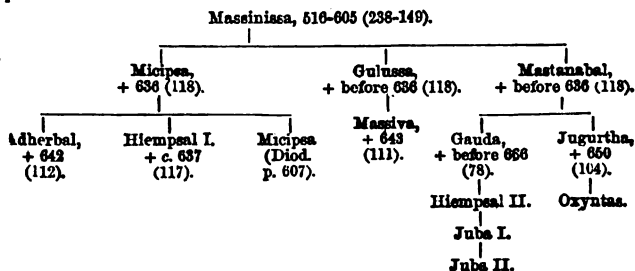 Massinissa, 516-605 (238-149).
Micipsa, Gulussa, Mastanabal,
+ 636 (118). + before 636 (118). + before 636 (118).
Adherbal, Hiempsal I. Micipsa Massiva, Gauda, Jugurtha,
+ 642 + c. 637 (Diod. + 643 + before 666 + 650
(112). (117). p. 607). (111). (78). (104).
Hiempsal II. Oxyntas.
Juba I.
Juba II.